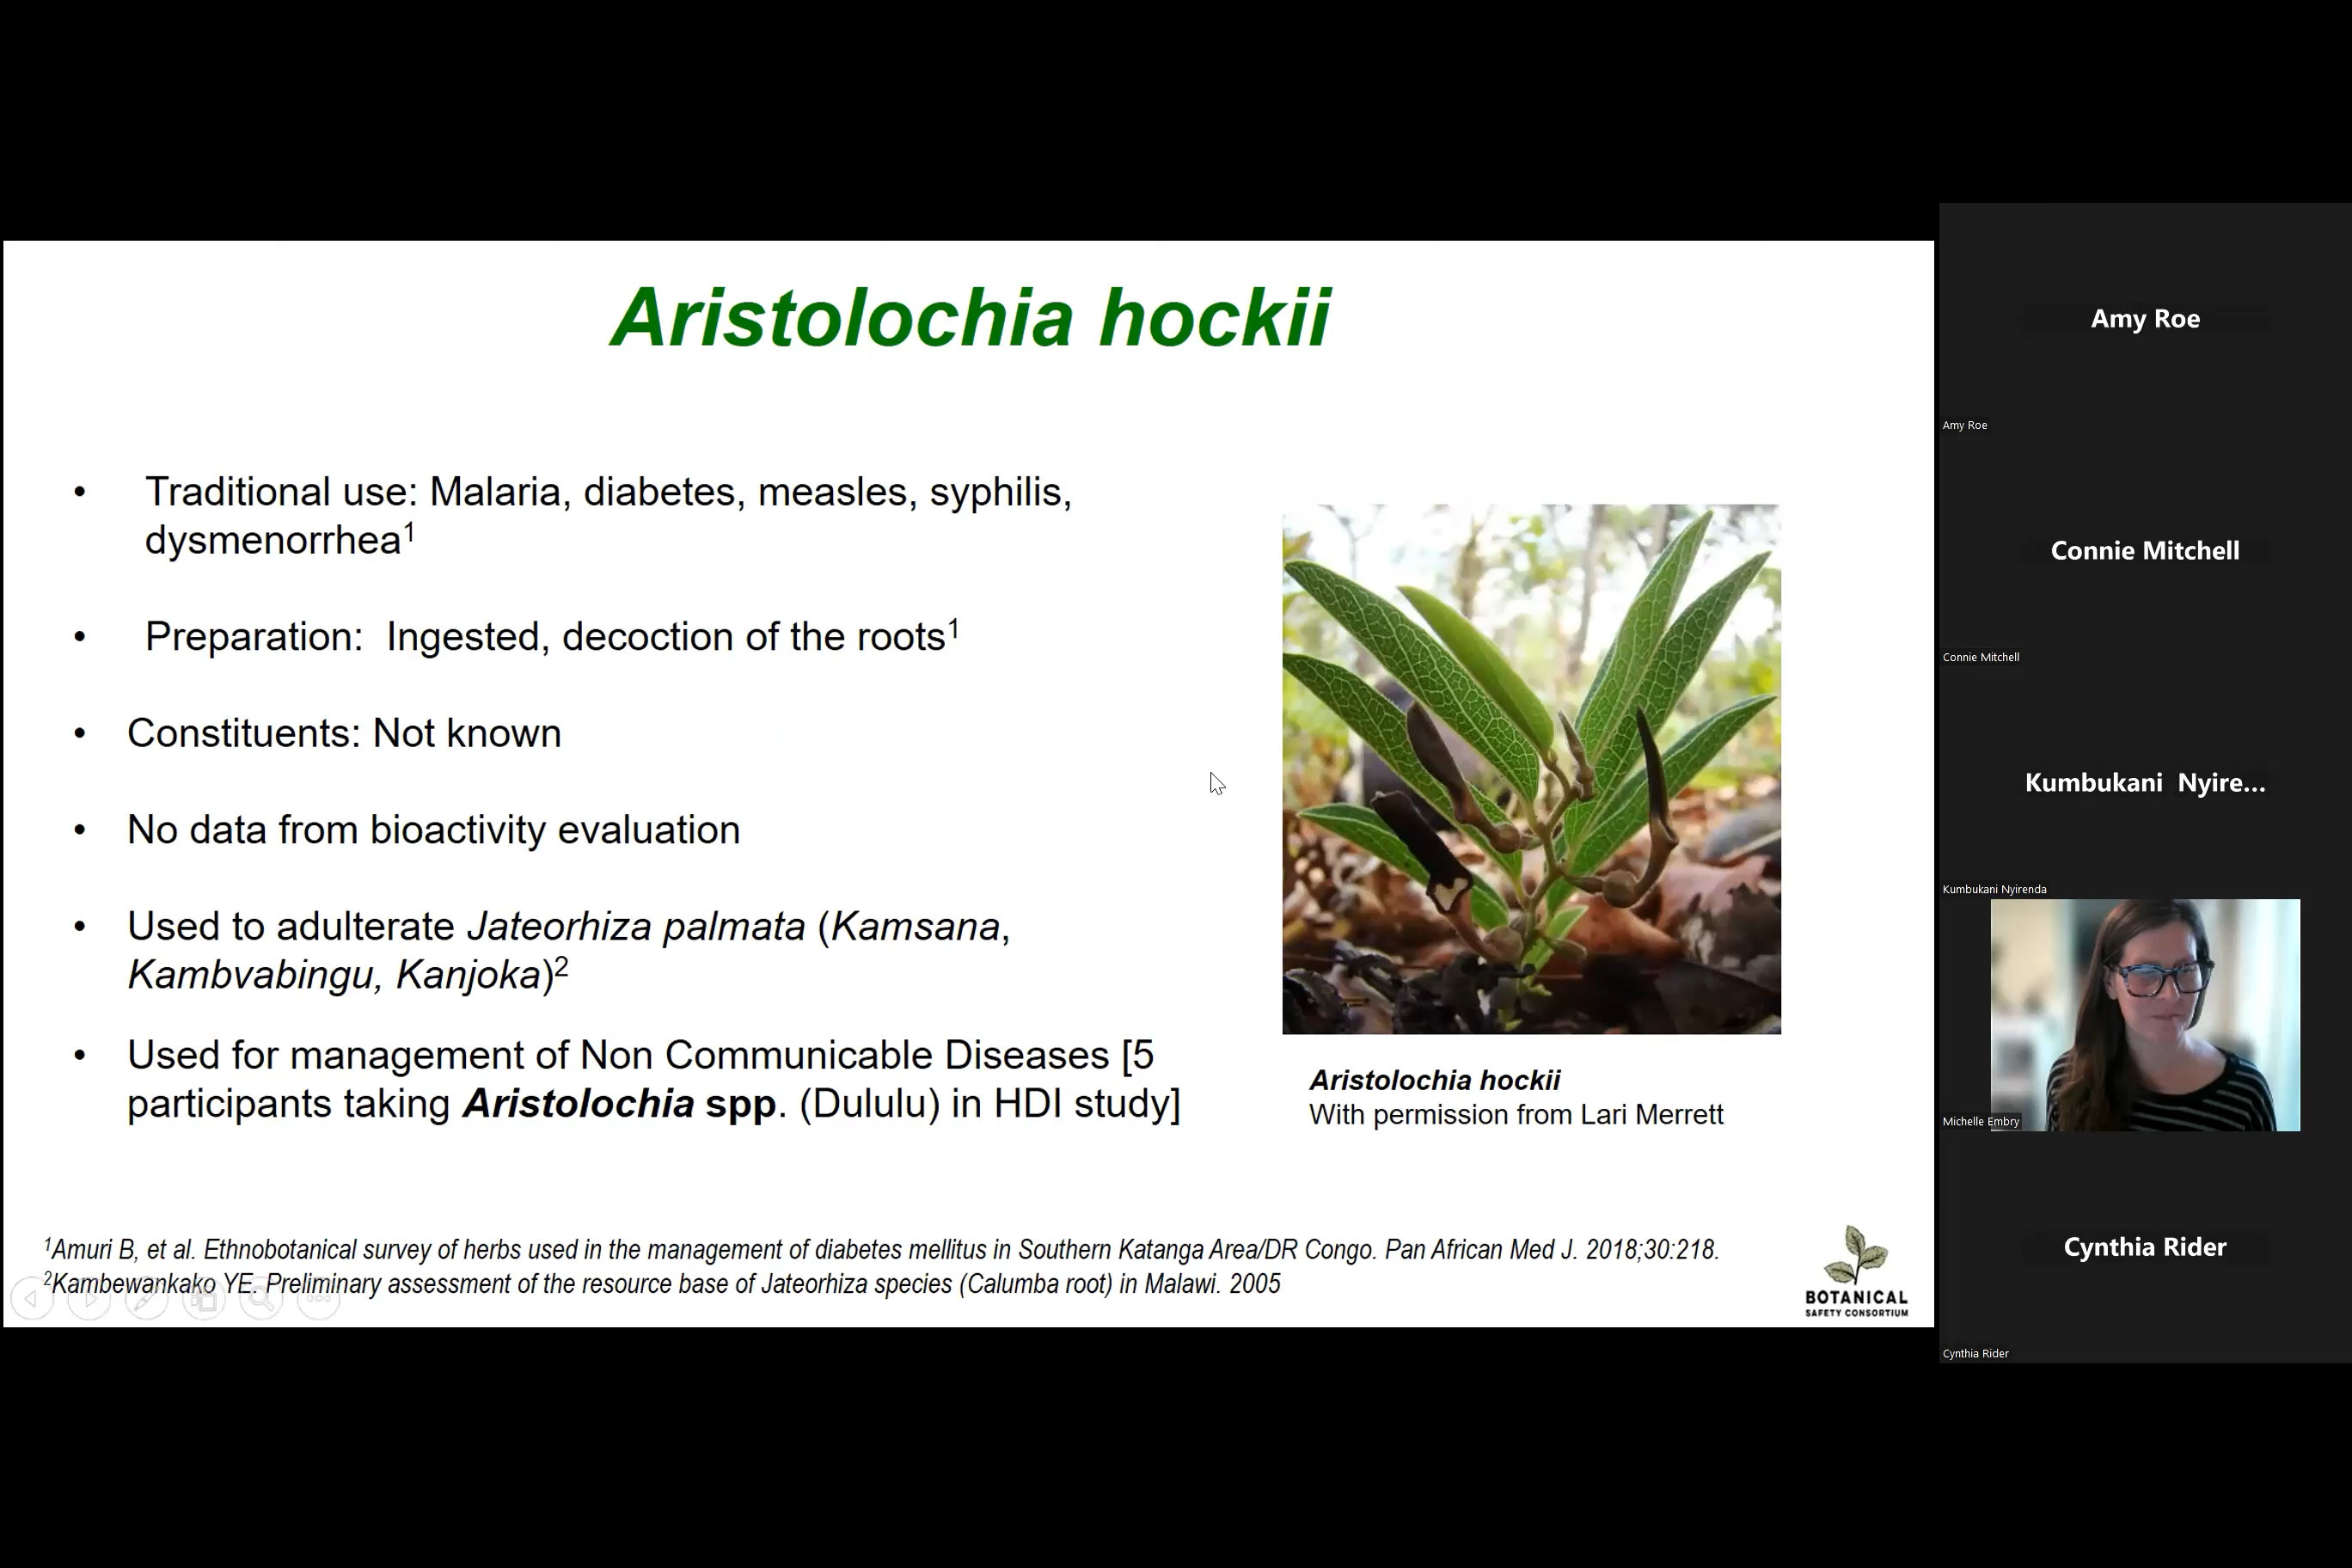 Aristolochia hockii
• Traditional use: Malaria, diabetes, measles, syphilis,
dysmenorrhea1
• Preparation: Ingested, decoction of the roots1
• Constituents: Not known
• No data from bioactivity evaluation
• Used to adulterate Jateorhiza palmata (Kamsana,
Kambvabingu, Kanjoka)2
• Used for management of Non Communicable Diseases [5
participants taking Aristolochia spp. (Dululu) in HDI study]
Aristolochia hockii
With permission from Lari Merrett
1Amuri B, et al. Ethnobotanical survey of herbs used in the management of diabetes mellitus in Southern Katanga Area/DR Congo. Pan African Med J. 2018;30:218.
2Kambewankako YE. Preliminary assessment of the resource base of Jateorhiza species (Calumba root) in Malawi. 2005
BOTANICAL
SAFETY CONSORTIUM
Amy Roe
Amy Roe
Connie Mitchell
Connie Mitchell
Kumbukani Nyire...
Kumbukani Nyirenda
Michelle Embry
Cynthia Rider
Cynthia Rider